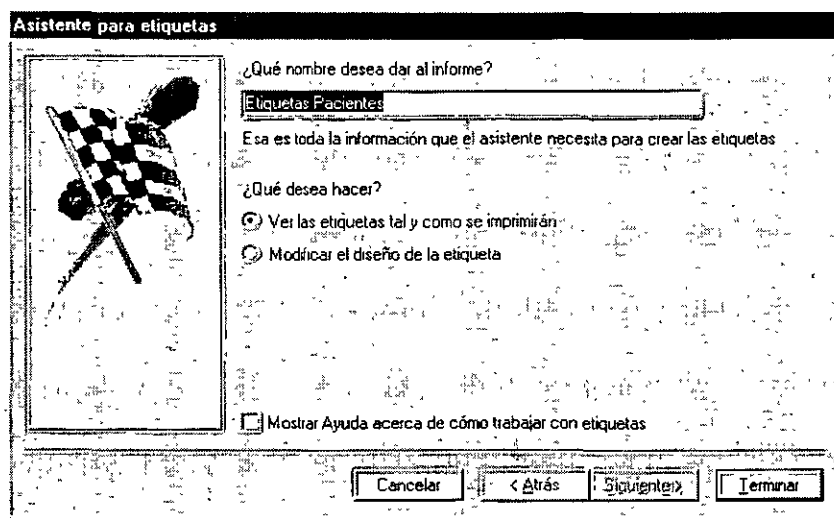 Asistente para etiquetas
¿Qué nombre desea dar al informe?
Etiquetas Pacientes
Esa es toda la información que el asistente necesita para crear las etiquetas
¿Qué desea hacer?
Ver las etiquetas tal y como se imprimirán
Modificar el diseño de la etiqueta
Mostrar Ayuda acerca de cómo trabajar con etiquetas
Cancelar < Atrás Siguiente> Terminar